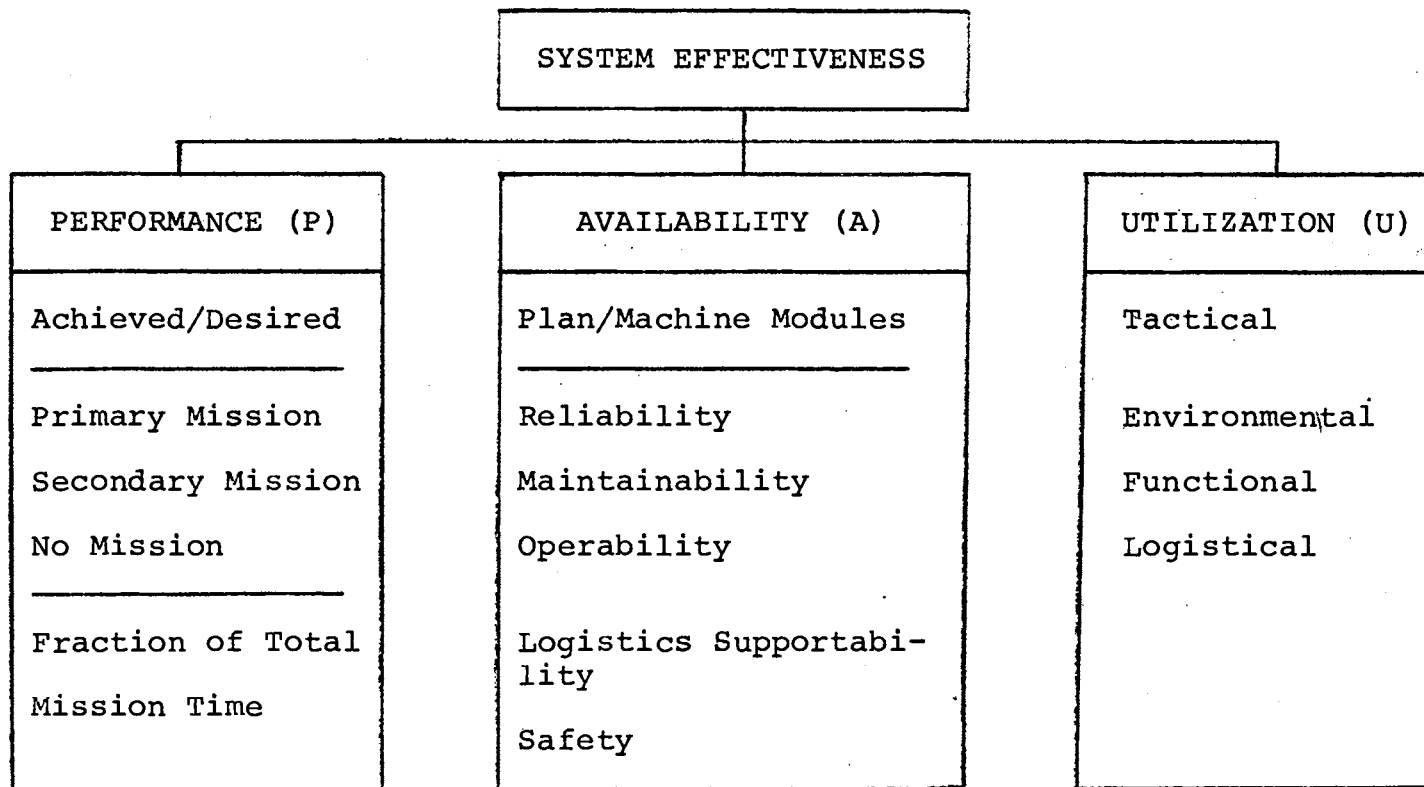 SYSTEM EFFECTIVENESS
PERFORMANCE (P)
Achieved/Desired
Primary Mission
Secondary Mission
No Mission
Fraction of Total
Mission Time
AVAILABILITY (A)
Plan/Machine Modules
Reliability
Maintainability
Operability
Logistics Supportabi-
lity
Safety
UTILIZATION (U)
Tactical
Environmental
Functional
Logistical